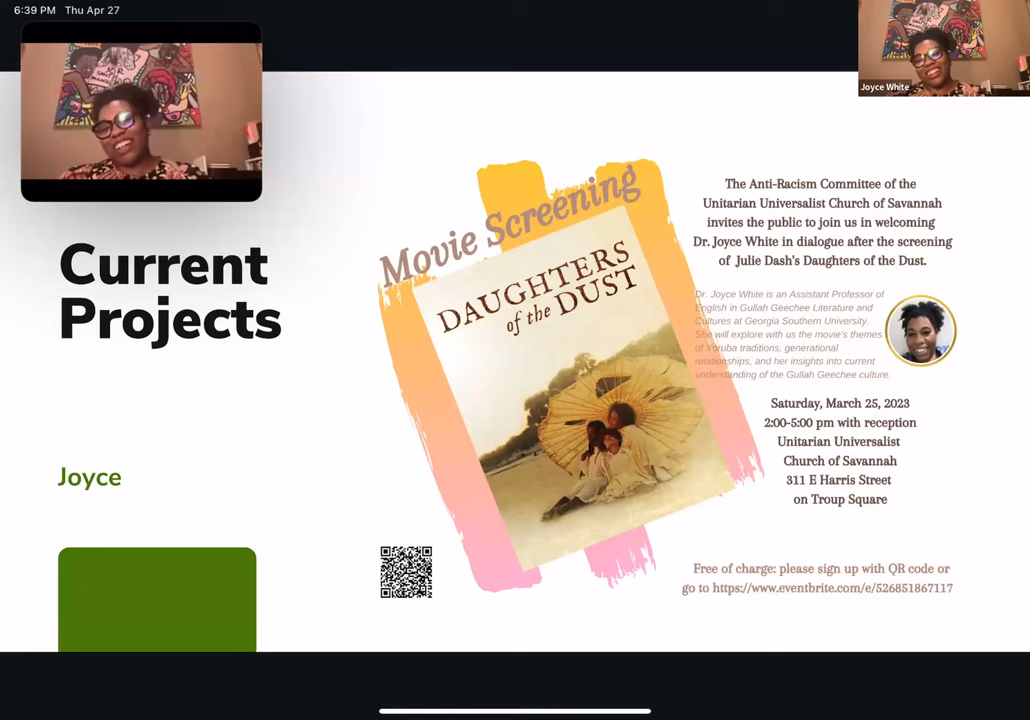 6:39 PM Thu Apr 27
Joyce White
Current
Projects
Joyce
Movie Screening
DAUGHTERS
of the DUST
The Anti-Racism Committee of the
Unitarian Universalist Church of Savannah
invites the public to join us in welcoming
Dr. Joyce White in dialogue after the screening
of Julie Dash's Daughters of the Dust.
Dr. Joyce White is an Assistant Professor of
English in Gullah Geechee Literature and
Cultures at Georgia Southern University.
She will explore with us the movie's themes
of Yoruba traditions, generational
relationships, and her insights into current
understanding of the Gullah Geechee culture.
Saturday, March 25, 2023
2:00-5:00 pm with reception
Unitarian Universalist
Church of Savannah
311 E Harris Street
on Troup Square
Free of charge: please sign up with QR code or
go to https://www.eventbrite.com/e/526851867117